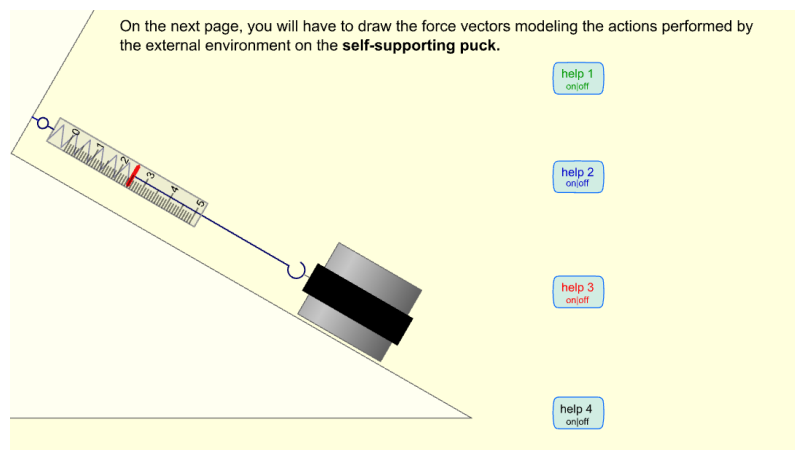 On the next page, you will have to draw the force vectors modeling the actions performed by
the external environment on the self-supporting puck.
help 1
on|off
help 2
on|off
help 3
on|off
help 4
on|off
0
1
2
3
4
5